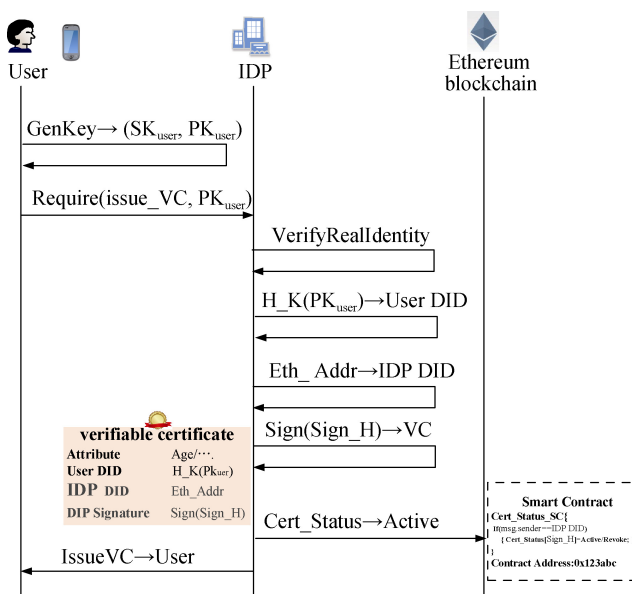 User
IDP
Ethereum
blockchain
GenKey→ (SKuser, PKuser)
Require(issue_VC, PKuser)
VerifyRealIdentity
H_K(PKuser)→User DID
Eth_ Addr→IDP DID
Sign(Sign_H)→VC
verifiable certificate
Attribute Age/···.
User DID H_K(Pkuer)
IDP DID Eth_Addr
DIP Signature Sign(Sign_H)
Cert_Status→Active
IssueVC→User
Smart Contract
Cert_Status_SC{
If(msg.sender==IDP DID)
{ Cert_Status[Sign_H]=Active/Revoke;
}
Contract Address:0x123abc